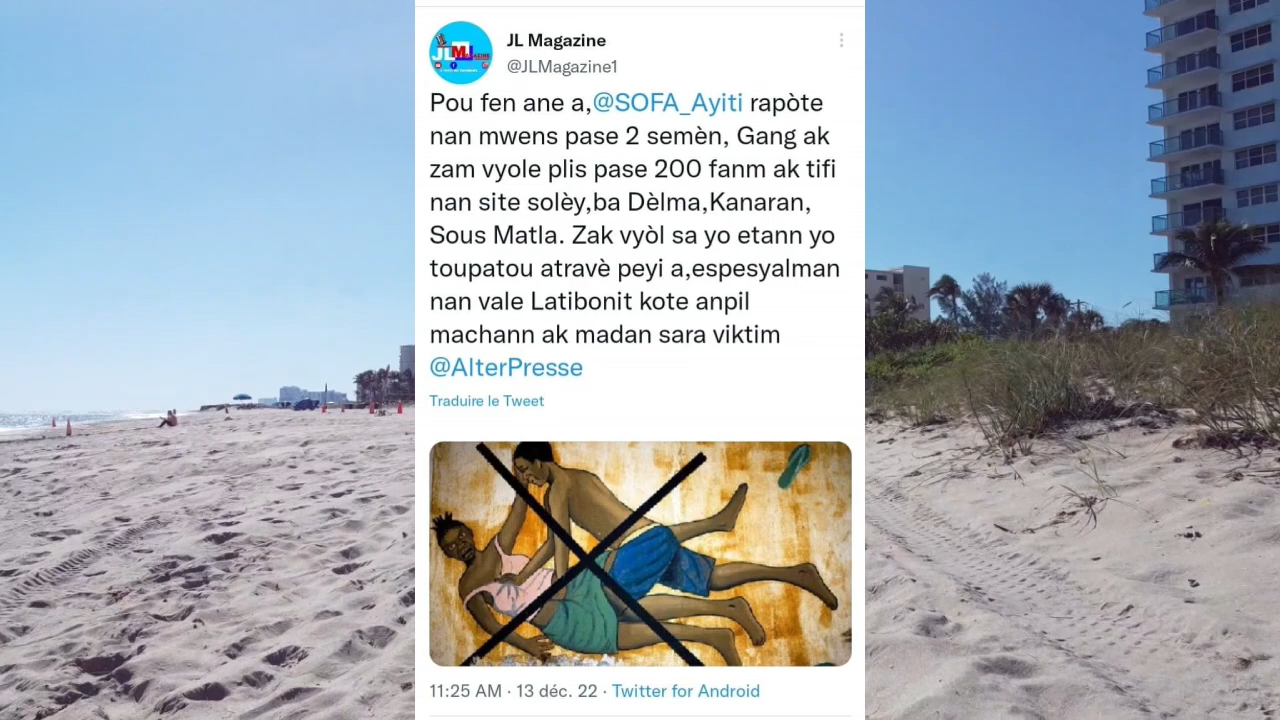 JL Magazine
@JLMagazine1
Pou fen ane a,@SOFA_Ayiti rapòte
nan mwens pase 2 semèn, Gang ak
zam vyole plis pase 200 fanm ak tifi
nan site solèy,ba Dèlma,Kanaran,
Sous Matla. Zak vyòl sa yo etann yo
toupatou atravè peyi a,espesyalman
nan vale Latibonit kote anpil
machann ak madan sara viktim
@AlterPresse
Traduire le Tweet
11:25 AM · 13 déc. 22 · Twitter for Android